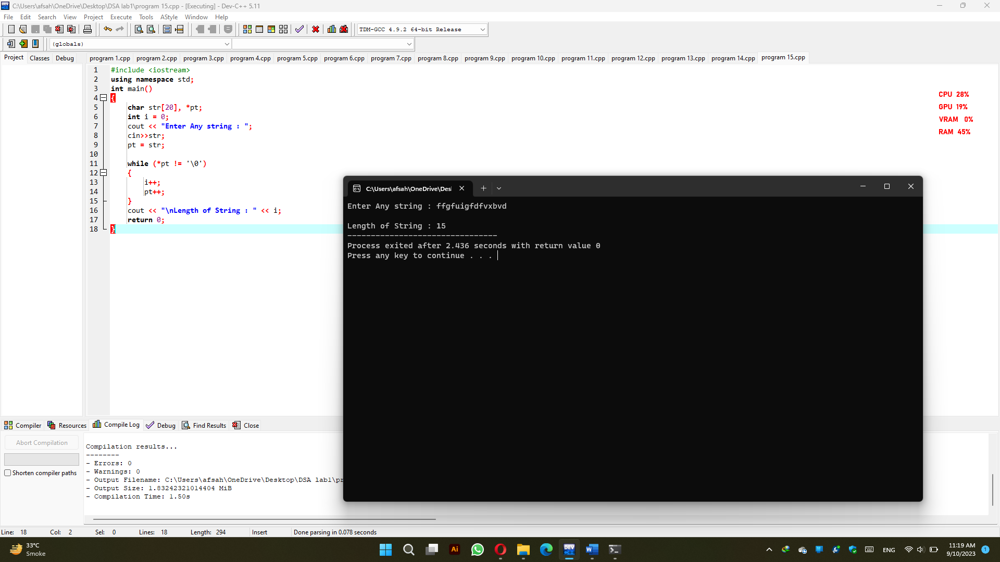 C:\Users\afsah\OneDrive\Desktop\DSA lab1\program 15.cpp - [Executing] - Dev-C++ 5.11
File Edit Search View Project Execute Tools AStyle Window Help
TDM-GCC 4.9.2 64-bit Release
(globals)
Project Classes Debug
program 1.cpp program 2.cpp program 3.cpp program 4.cpp program 5.cpp program 6.cpp program 7.cpp program 8.cpp program 9.cpp program 10.cpp program 11.cpp program 12.cpp program 13.cpp program 14.cpp program 15.cpp
1 #include <iostream>
2 using namespace std;
3 int main()
4 {
5 char str[20], *pt;
6 int i = 0;
7 cout << "Enter Any string : ";
8 cin>>str;
9 pt = str;
10
11 while (*pt != '\0')
12 {
13 i++;
14 pt++;
15 }
16 cout << "\nLength of String : " << i;
17 return 0;
18 }
CPU 28%
GPU 19%
VRAM 0%
RAM 45%
C:\Users\afsah\OneDrive\Des
Enter Any string : ffgfuigfdfvxbvd
Length of String : 15
--------------------------------
Process exited after 2.436 seconds with return value 0
Press any key to continue . . .
Compiler Resources Compile Log Debug Find Results Close
Abort Compilation
Shorten compiler paths
Compilation results...
--------
- Errors: 0
- Warnings: 0
- Output Filename: C:\Users\afsah\OneDrive\Desktop\DSA lab1\pr
- Output Size: 1.83242321014404 MiB
- Compilation Time: 1.50s
Line: 18 Col: 2 Sel: 0 Lines: 18 Length: 294 Insert Done parsing in 0.078 seconds
33°C
Smoke
Ai
DEV
W
ENG
11:19 AM
9/10/2023
1